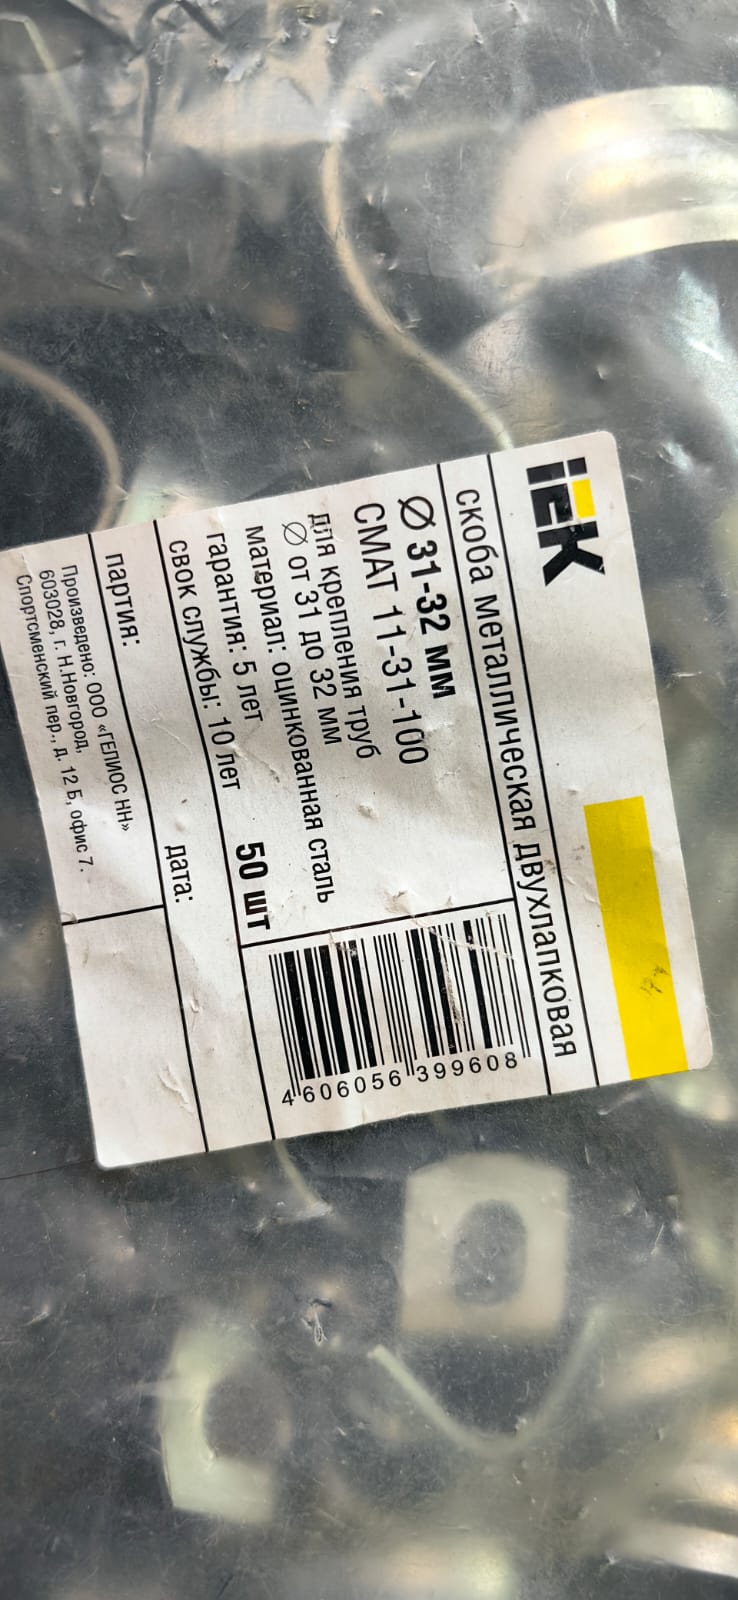 iEK
скоба металлическая двухлапковая
Ø 31-32 мм
СМАТ 11-31-100
для крепления труб
Ø от 31 до 32 мм
материал: оцинкованная сталь
гарантия: 5 лет
свок службы: 10 лет
50 шт
4 606056 399608
партия:
дата:
Произведено: ООО «ГЕЛИОС НН»
603028, г. Н.Новгород,
Спортсменский пер., д. 12 Б, офис 7.